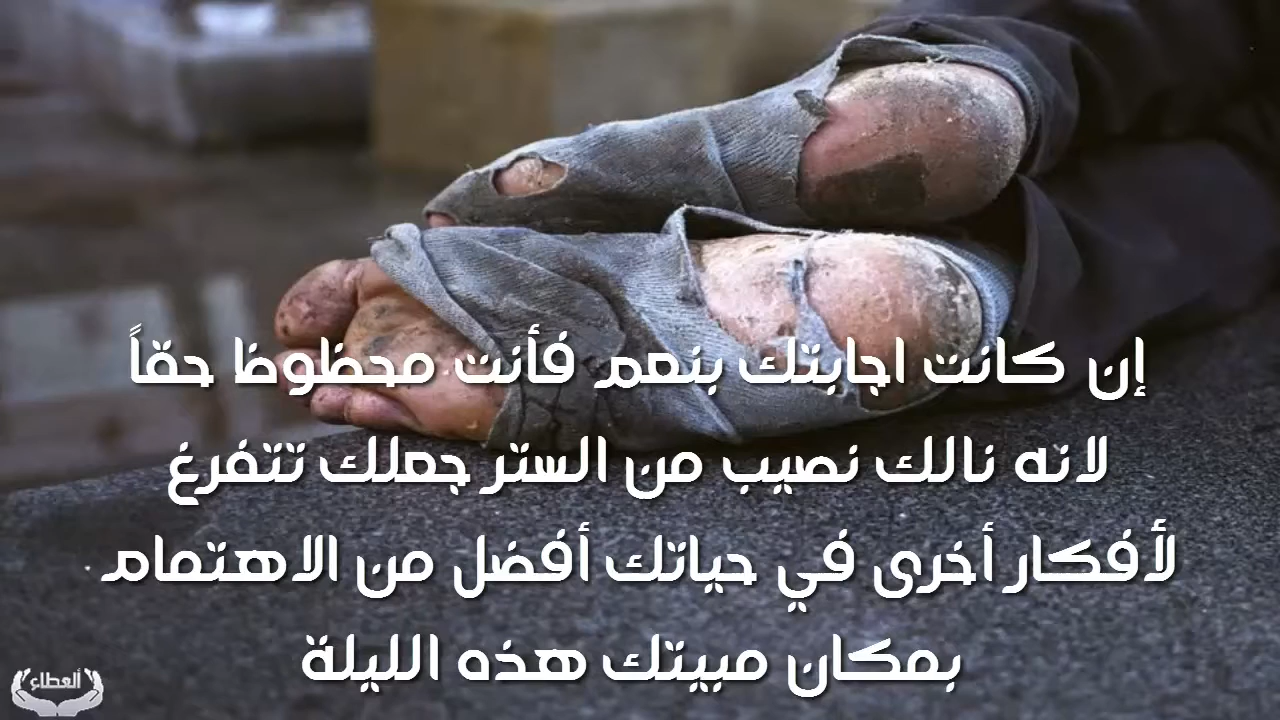 إن كانت اجابتك بنعم فأنت محظوظ حقاً
لانه نالك نصيب من الستر جعلك تتفرغ
لأفكار أخرى في حياتك أفضل من الاهتمام
بمكان مبيتك هذه الليلة
ألعطاء